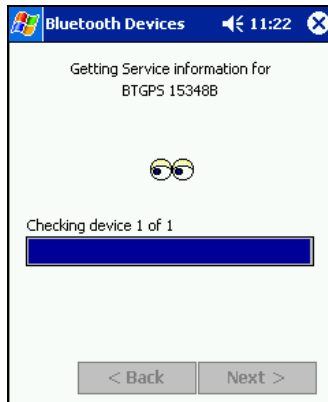 Bluetooth Devices 11:22
Getting Service information for
BTGPS 15348B
Checking device 1 of 1
< Back Next >